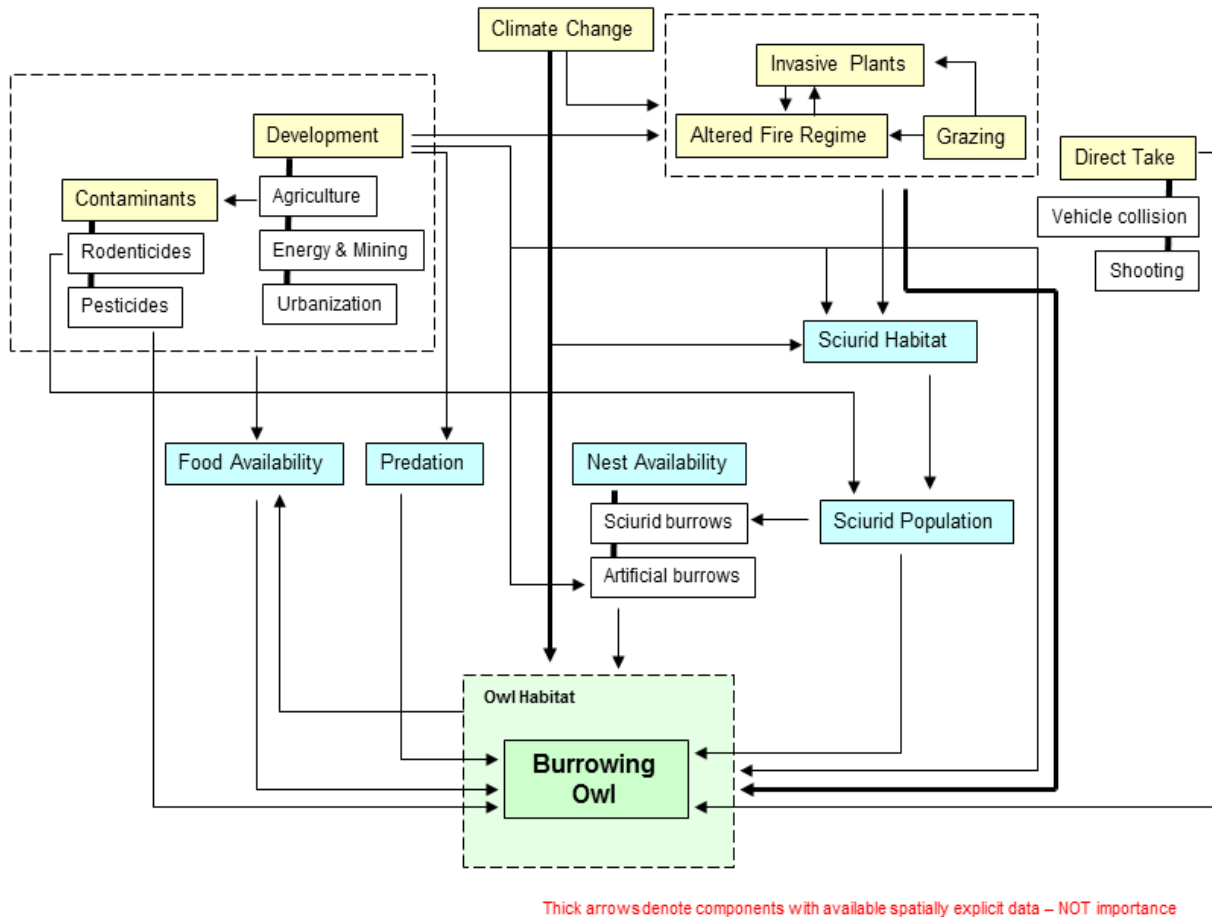 Climate Change
Invasive Plants
Development
Altered Fire Regime
Grazing
Direct Take
Contaminants
Agriculture
Vehicle collision
Rodenticides
Energy & Mining
Shooting
Pesticides
Urbanization
Sciurid Habitat
Food Availability
Predation
Nest Availability
Sciurid burrows
Sciurid Population
Artificial burrows
Owl Habitat
Burrowing
Owl
Thick arrows denote components with available spatially explicit data – NOT importance